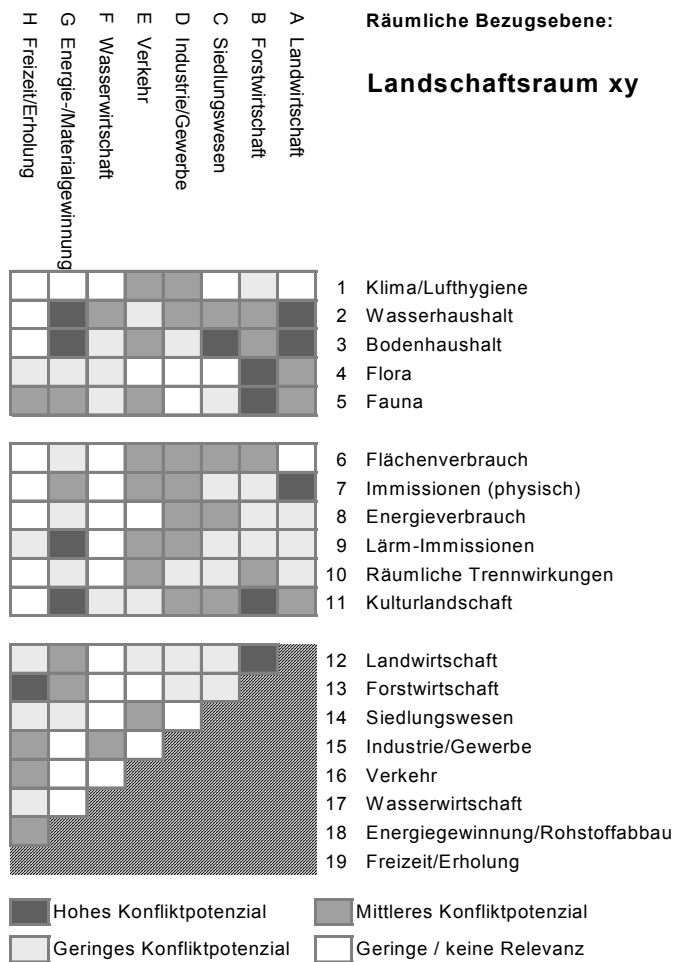 H Freizeit/Erholung
G Energie-/Materialgewinnung
F Wasserwirtschaft
E Verkehr
D Industrie/Gewerbe
C Siedlungswesen
B Forstwirtschaft
A Landwirtschaft
Räumliche Bezugsebene:
Landschaftsraum xy
1 Klima/Lufthygiene
2 Wasserhaushalt
3 Bodenhaushalt
4 Flora
5 Fauna
6 Flächenverbrauch
7 Immissionen (physisch)
8 Energieverbrauch
9 Lärm-Immissionen
10 Räumliche Trennwirkungen
11 Kulturlandschaft
12 Landwirtschaft
13 Forstwirtschaft
14 Siedlungswesen
15 Industrie/Gewerbe
16 Verkehr
17 Wasserwirtschaft
18 Energiegewinnung/Rohstoffabbau
19 Freizeit/Erholung
Hohes Konfliktpotenzial Mittleres Konfliktpotenzial
Geringes Konfliktpotenzial Geringe / keine Relevanz